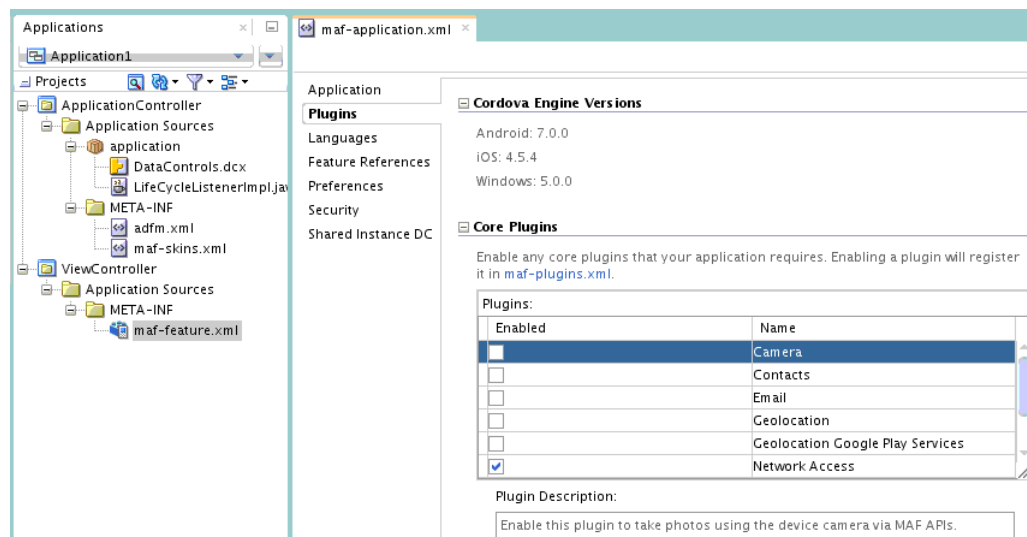 Applications
Application1
Projects
ApplicationController
Application Sources
application
DataControls.dcx
LifeCycleListenerImpl.ja
META-INF
adfm.xml
maf-skins.xml
ViewController
Application Sources
META-INF
maf-feature.xml
maf-application.xml
Application
Plugins
Languages
Feature References
Preferences
Security
Shared Instance DC
Cordova Engine Versions
Android: 7.0.0
iOS: 4.5.4
Windows: 5.0.0
Core Plugins
Enable any core plugins that your application requires. Enabling a plugin will register
it in maf-plugins.xml.
Plugins:
Enabled Name
Camera
Contacts
Email
Geolocation
Geolocation Google Play Services
Network Access
Plugin Description:
Enable this plugin to take photos using the device camera via MAF APIs.